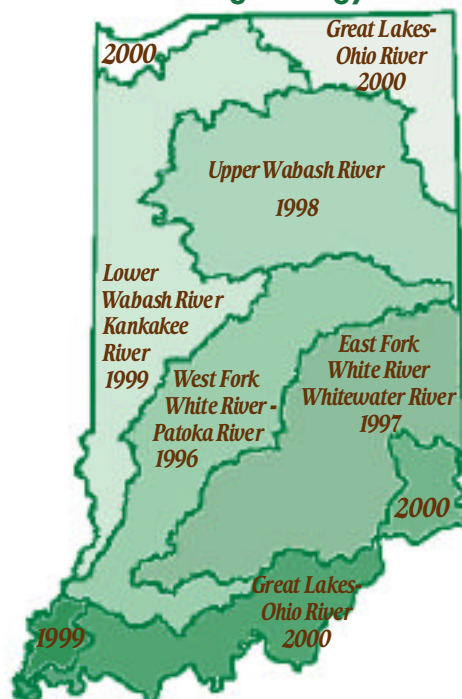 2000
Great Lakes-
Ohio River
2000
Upper Wabash River
1998
Lower
Wabash River
Kankakee
River
1999
West Fork
White River -
Patoka River
1996
East Fork
White River
Whitewater River
1997
2000
Great Lakes-
Ohio River
2000
1999